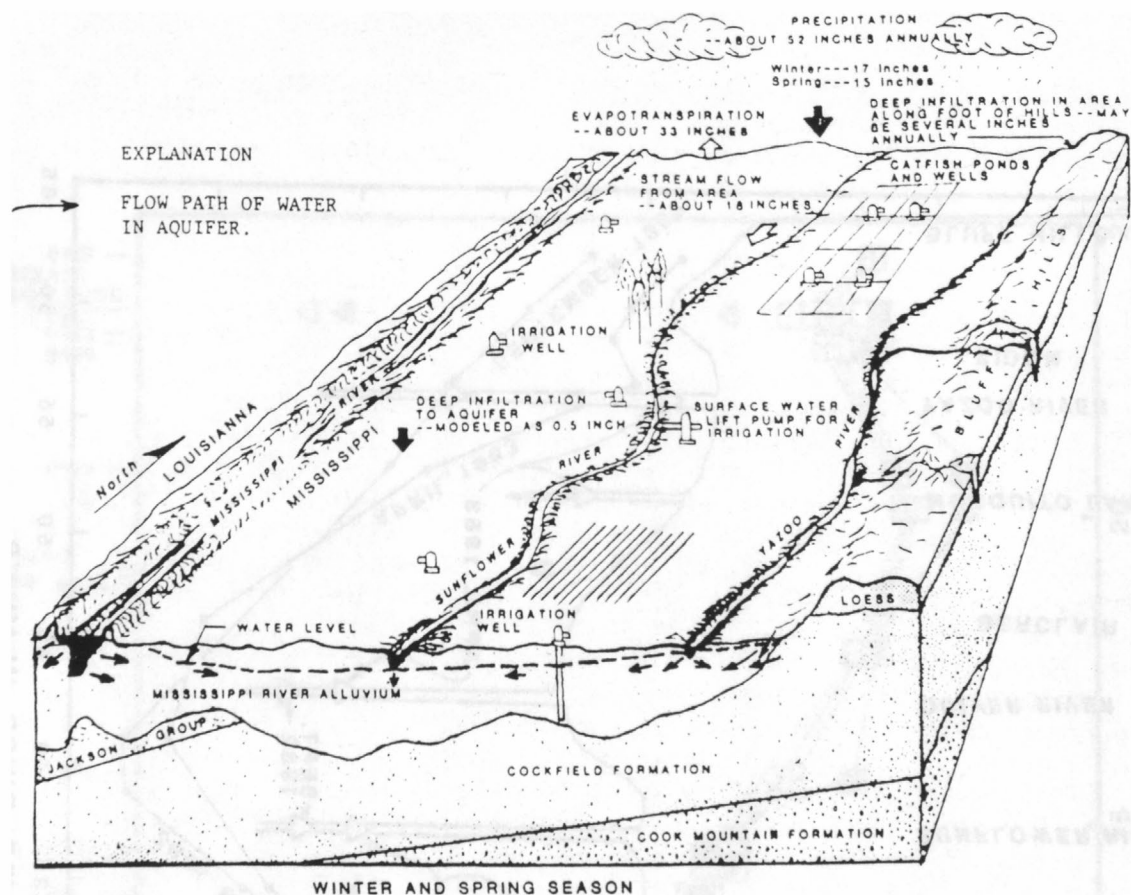 PRECIPITATION
--ABOUT 52 INCHES ANNUALLY
Winter---17 Inches
Spring---15 Inches
EVAPOTRANSPIRATION
--ABOUT 33 INCHES
DEEP INFILTRATION IN AREA
ALONG FOOT OF HILLS--MAY
BE SEVERAL INCHES
ANNUALLY
EXPLANATION
FLOW PATH OF WATER
IN AQUIFER.
STREAM FLOW
FROM AREA
--ABOUT 18 INCHES
CATFISH PONDS
AND WELLS
BLUFF HILLS
IRRIGATION
WELL
DEEP INFILTRATION
TO AQUIFER
--MODELED AS 0.5 INCH
SURFACE WATER
LIFT PUMP FOR
IRRIGATION
North
LOUISIANNA
MISSISSIPPI RIVER
MISSISSIPPI
SUNFLOWER RIVER
YAZOO RIVER
LOESS
IRRIGATION
WELL
WATER LEVEL
MISSISSIPPI RIVER ALLUVIUM
JACKSON GROUP
COCKFIELD FORMATION
COOK MOUNTAIN FORMATION
WINTER AND SPRING SEASON